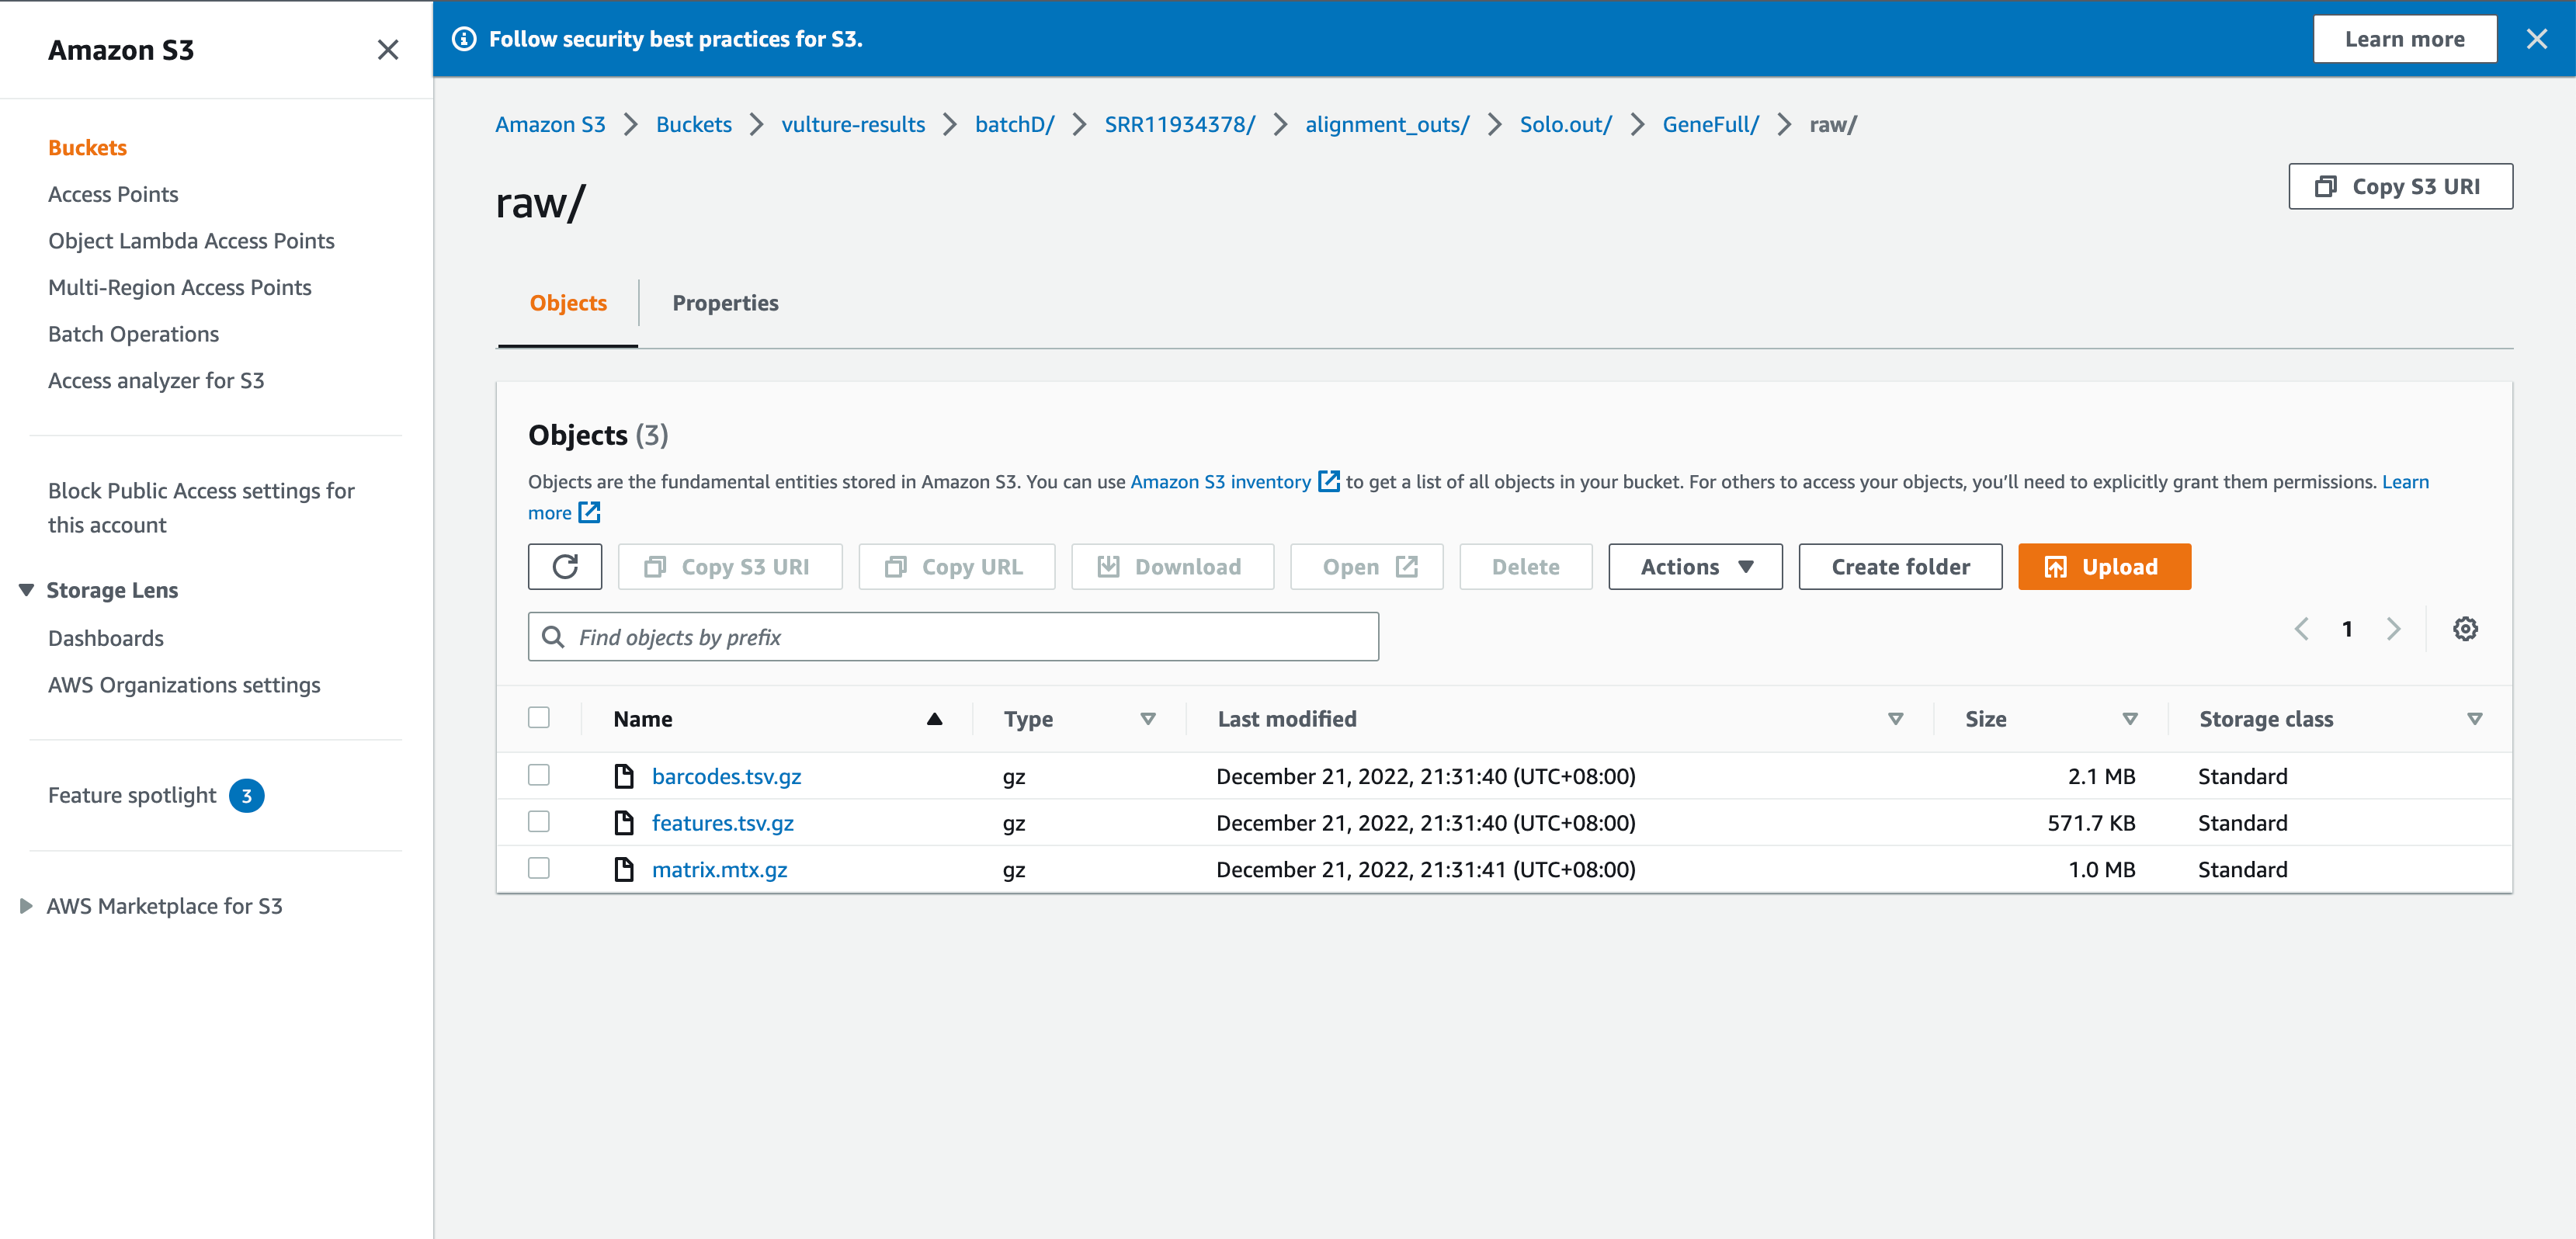 Amazon S3
Buckets
Access Points
Object Lambda Access Points
Multi-Region Access Points
Batch Operations
Access analyzer for S3
Block Public Access settings for
this account
Storage Lens
Dashboards
AWS Organizations settings
Feature spotlight 3
AWS Marketplace for S3
Follow security best practices for S3. Learn more
Amazon S3 Buckets vulture-results batchD/ SRR11934378/ alignment_outs/ Solo.out/ GeneFull/ raw/
raw/
Copy S3 URI
Objects Properties
Objects (3)
Objects are the fundamental entities stored in Amazon S3. You can use Amazon S3 inventory to get a list of all objects in your bucket. For others to access your objects, you’ll need to explicitly grant them permissions. Learn
more
Copy S3 URI Copy URL Download Open Delete Actions Create folder Upload
Find objects by prefix 1
Name Type Last modified Size Storage class
barcodes.tsv.gz gz December 21, 2022, 21:31:40 (UTC+08:00) 2.1 MB Standard
features.tsv.gz gz December 21, 2022, 21:31:40 (UTC+08:00) 571.7 KB Standard
matrix.mtx.gz gz December 21, 2022, 21:31:41 (UTC+08:00) 1.0 MB Standard